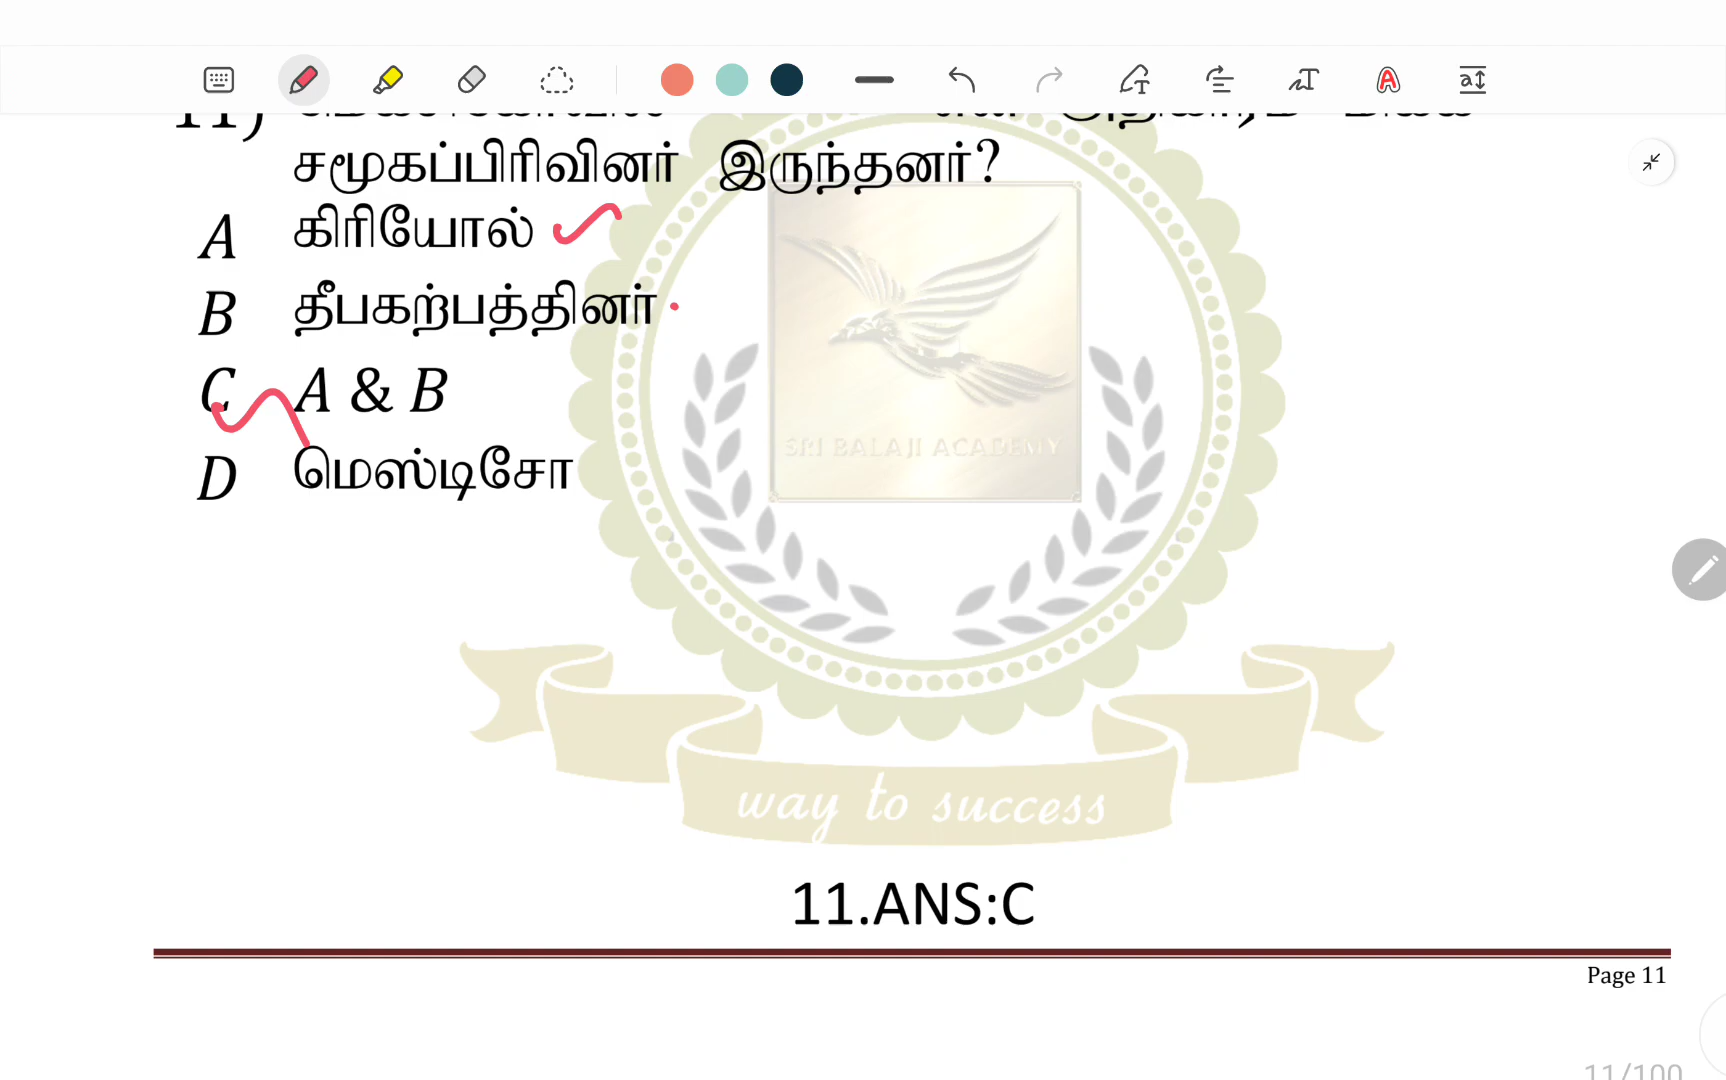 11)
சமூகப்பிரிவினர் இருந்தனர்?
A கிரியோல்
B தீபகற்பத்தினர்
C A & B
D மெஸ்டிசோ
SRI BALAJI ACADEMY
way to success
11.ANS:C
Page 11
11/100